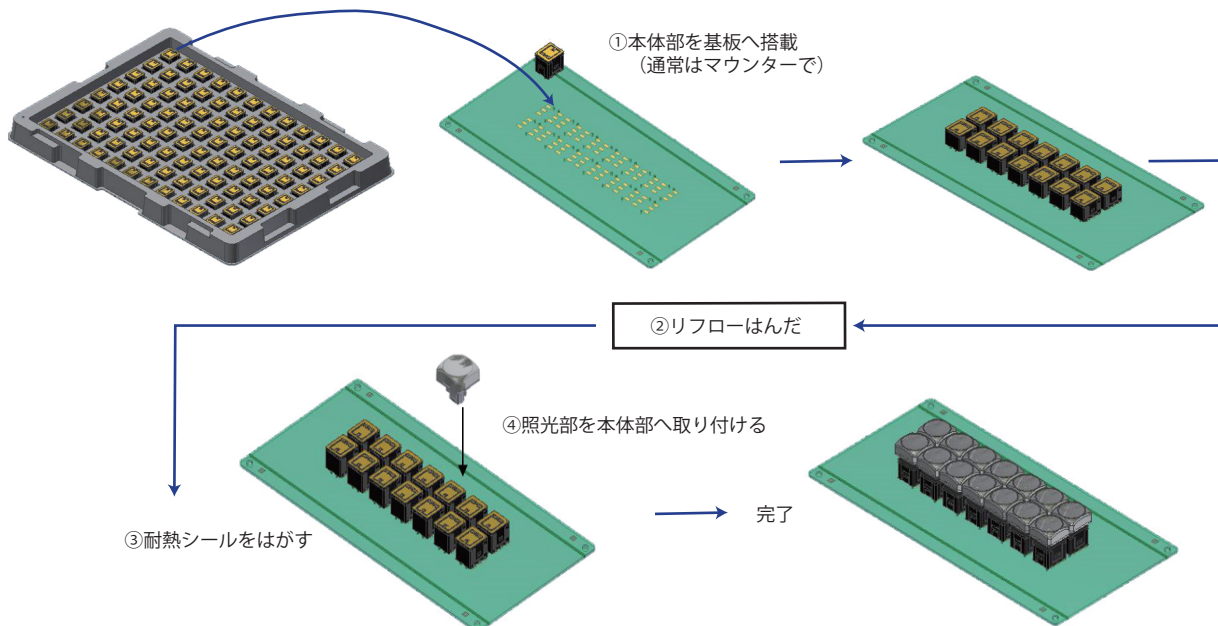 ①本体部を基板へ搭載
（通常はマウンターで）
②リフローはんだ
④照光部を本体部へ取り付ける
③耐熱シールをはがす
完了